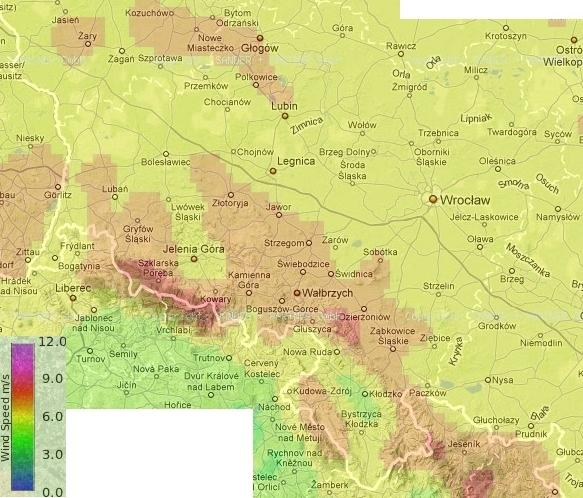 Kozuchów
Bytom
Odrzański
Jasień
Nowe
Miasteczko
Głogów
Góra
Rawicz
Krotoszyn
Ostró
Wielkop
Żary
Żagań
Szprotawa
Orla
Orla
Polkowice
Milicz
Przemków
Żmigród
Chocianów
Lubin
Zimnica
Wołów
Trzebnica
Lipniak
Twardogóra
Syców
Niesky
Bolesławiec
Chojnów
Brzeg Dolny
Oborniki
Śląskie
Środa
Śląska
Legnica
Oleśnica
Smolna
Osuch
Görlitz
Lubań
Złotoryja
Wrocław
Lwówek
Śląski
Jawor
Jelcz-Laskowice
Namysłów
Gryfów
Śląski
Strzegom
Żarów
Oława
Frýdlant
Jelenia Góra
Sobótka
Moszczanka
Zittau
Bogatynia
Szklarska
Poręba
Świebodzice
Świdnica
Kamienna
Góra
Brzeg
Hrádek
nad Nisou
Liberec
Kowary
Wałbrzych
Strzelin
Boguszów-Gorce
Jablonec
nad Nisou
Vrchlabí
Głuszyca
Dzierżoniów
Ząbkowice
Śląskie
Ziębice
Grodków
Niemodlin
Krynka
Turnov
Semily
Trutnov
Nowa Ruda
Nová Paka
Červený
Kostelec
Jičín
Dvůr Králové
nad Labem
Kudowa-Zdrój
Kłodzko
Paczków
Nysa
Hořice
Náchod
Bystrzyca
Kłodzka
Głuchołazy
Biała
Prudnik
Nové Město
nad Metují
Jeseník
Rychnov nad
Kněžnou
Żamberk
Wind Speed m/s
12.0
9.0
6.0
3.0
0.0